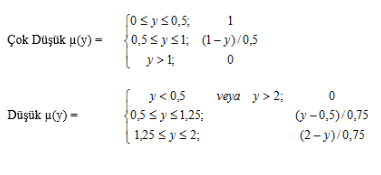 0 ≤ y ≤ 0,5; 1
Çok Düşük μ(y) = 0,5 ≤ y ≤ 1; (1 − y)/0,5
y > 1; 0
y < 0,5 veya y > 2; 0
Düşük μ(y) = 0,5 ≤ y ≤ 1,25; (y − 0,5)/0,75
1,25 ≤ y ≤ 2; (2 − y)/0,75